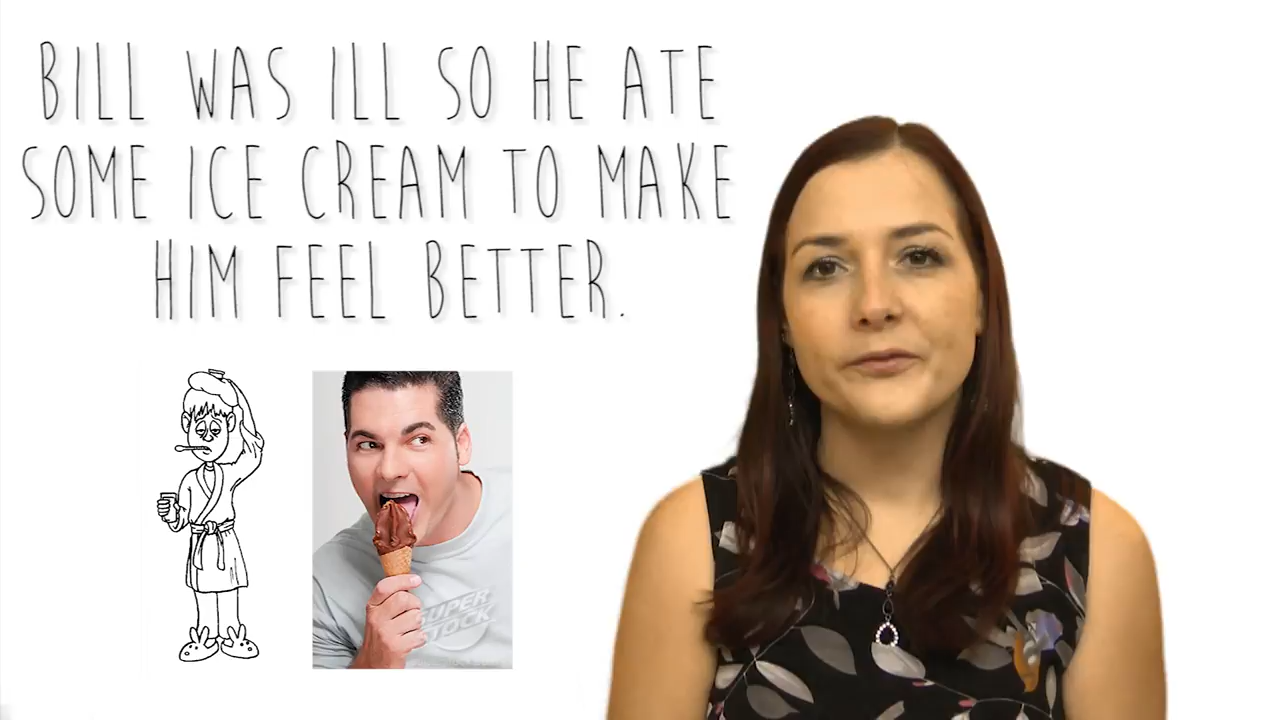 BILL WAS ILL SO HE ATE
SOME ICE CREAM TO MAKE
HIM FEEL BETTER.
SUPER
STOCK